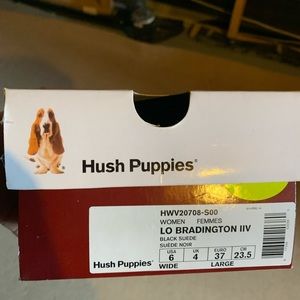 Hush Puppies®
HWV20708-S00
WOMEN FEMMES
LO BRADINGTON IIV
BLACK SUEDE
SUÈDE NOIR
USA UK EURO CM
6 4 37 23.5
Hush Puppies® WIDE LARGE